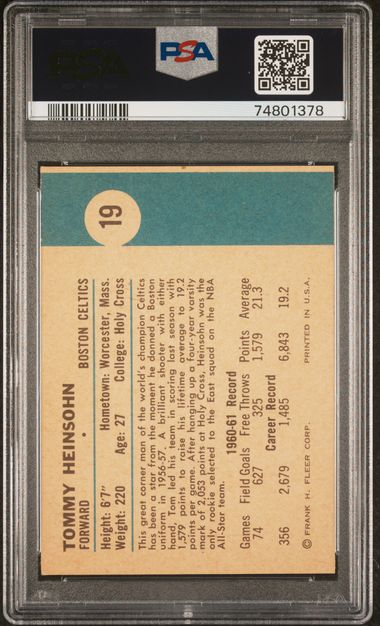 PSA
PSA
74801378
19
TOMMY HEINSOHN
FORWARD • BOSTON CELTICS
Height: 6'7" Hometown: Worcester, Mass.
Weight: 220 Age: 27 College: Holy Cross
This great corner man of the world's champion Celtics
has been a star from the moment he donned a Boston
uniform in 1956-57. A brilliant shooter with either
hand, Tom led his team in scoring last season with
1,579 points to raise his lifetime average to 19.2
points per game. After hanging up a four-year varsity
mark of 2,053 points at Holy Cross, Heinsohn was the
only rookie selected to the East squad on the NBA
All-Star team.
1960-61 Record
Games Field Goals Free Throws Points Average
74 627 325 1,579 21.3
Career Record
356 2,679 1,485 6,843 19.2
© FRANK H. FLEER CORP. PRINTED IN U.S.A.